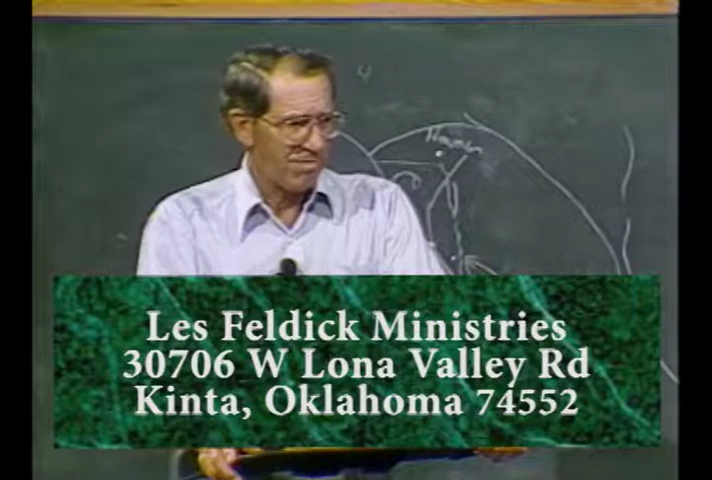 Les Feldick Ministries
30706 W Lona Valley Rd
Kinta, Oklahoma 74552